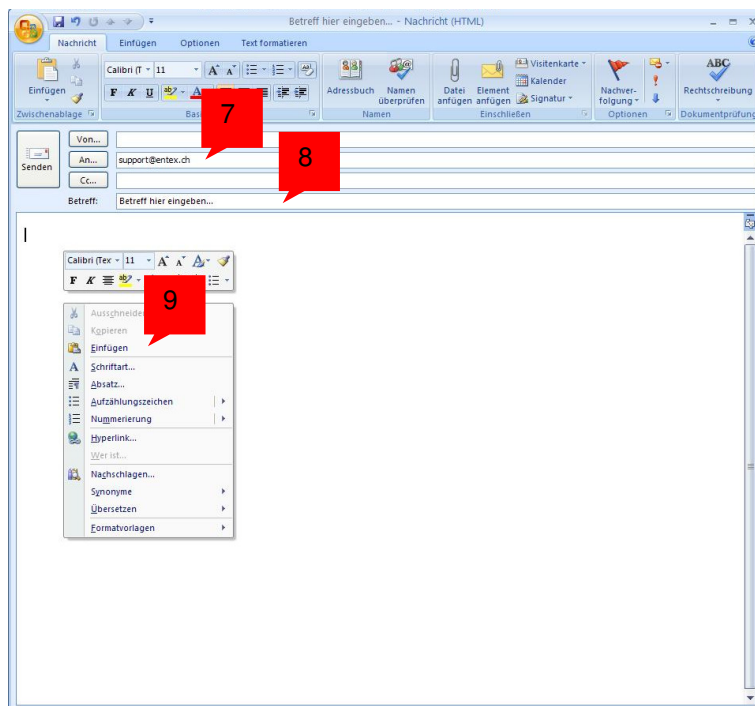 Betreff hier eingeben... - Nachricht (HTML)
Nachricht Einfügen Optionen Text formatieren
Einfügen
Calibri (T 11 A A
F K U ab A
Adressbuch Namen überprüfen
Datei anfügen Element anfügen
Visitenkarte
Kalender
Signatur
Nachver-
folgung
ABC
Rechtschreibung
Zwischenablage Namen Einschließen Optionen Dokumentprüfung
7
8
Senden
Von...
An... support@entex.ch
Cc...
Betreff: Betreff hier eingeben...
Calibri (Tex 11 A A A
F K ab
9
Ausschneiden
Kopieren
Einfügen
A Schriftart...
Absatz...
Aufzählungszeichen
Nummerierung
Hyperlink...
Wer ist...
Nachschlagen...
Synonyme
Übersetzen
Formatvorlagen